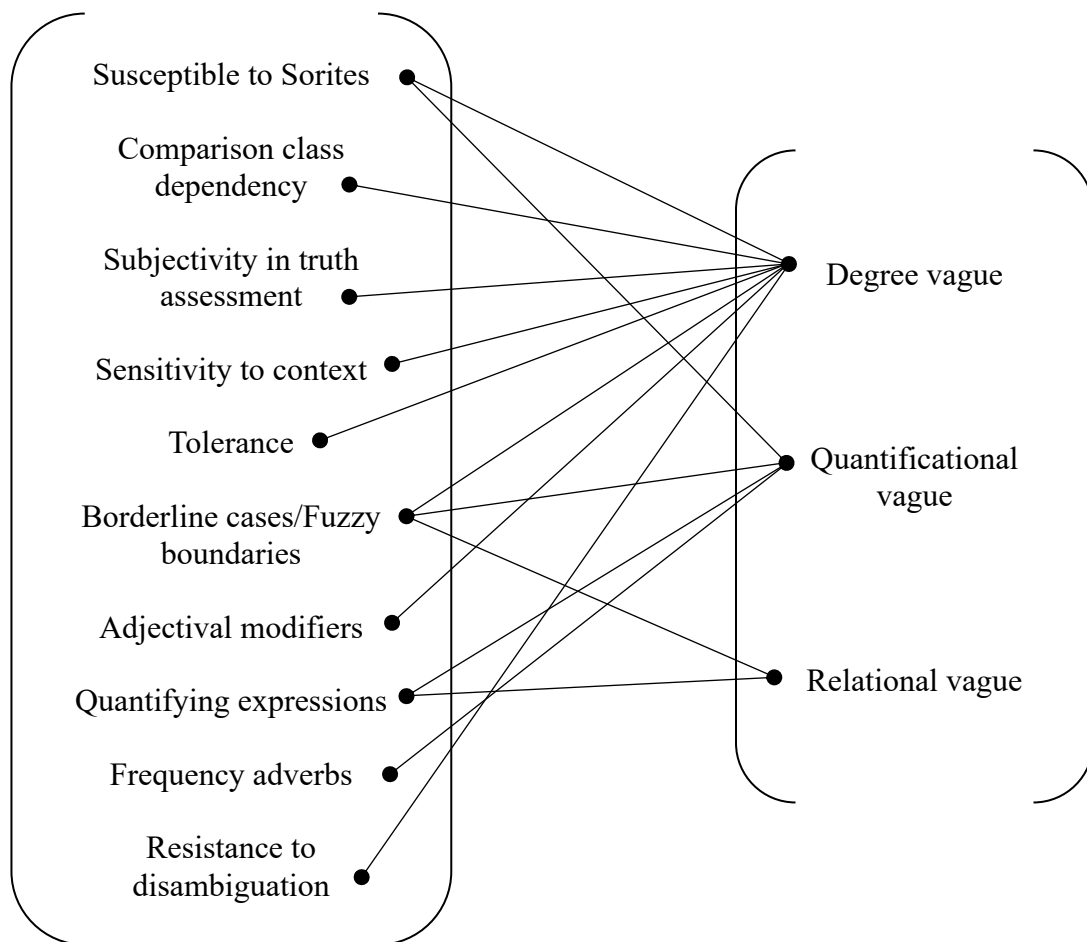 Susceptible to Sorites
Comparison class
dependency
Subjectivity in truth
assessment
Sensitivity to context
Tolerance
Borderline cases/Fuzzy
boundaries
Adjectival modifiers
Quantifying expressions
Frequency adverbs
Resistance to
disambiguation
Degree vague
Quantificational
vague
Relational vague